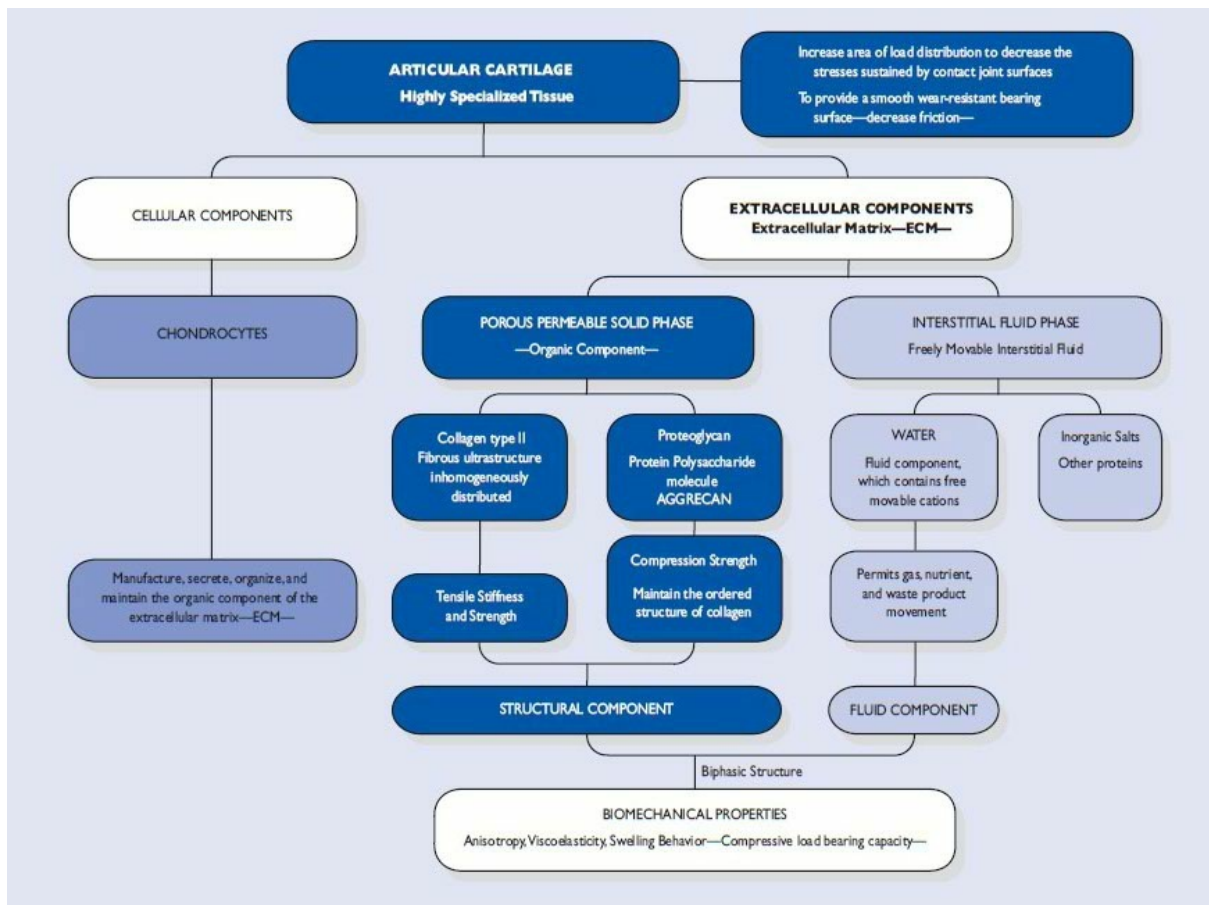 ARTICULAR CARTILAGE
Highly Specialized Tissue
Increase area of load distribution to decrease the
stresses sustained by contact joint surfaces
To provide a smooth wear-resistant bearing
surface—decrease friction—
CELLULAR COMPONENTS
EXTRACELLULAR COMPONENTS
Extracellular Matrix—ECM—
CHONDROCYTES
POROUS PERMEABLE SOLID PHASE
—Organic Component—
INTERSTITIAL FLUID PHASE
Freely Movable Interstitial Fluid
Collagen type II
Fibrous ultrastructure
inhomogeneously
distributed
Proteoglycan
Protein Polysaccharide
molecule
AGGRECAN
WATER
Fluid component,
which contains free
movable cations
Inorganic Salts
Other proteins
Manufacture, secrete, organize, and
maintain the organic component of the
extracellular matrix—ECM—
Tensile Stiffness
and Strength
Compression Strength
Maintain the ordered
structure of collagen
Permits gas, nutrient,
and waste product
movement
STRUCTURAL COMPONENT
FLUID COMPONENT
Biphasic Structure
BIOMECHANICAL PROPERTIES
Anisotropy, Viscoelasticity, Swelling Behavior—Compressive load bearing capacity—